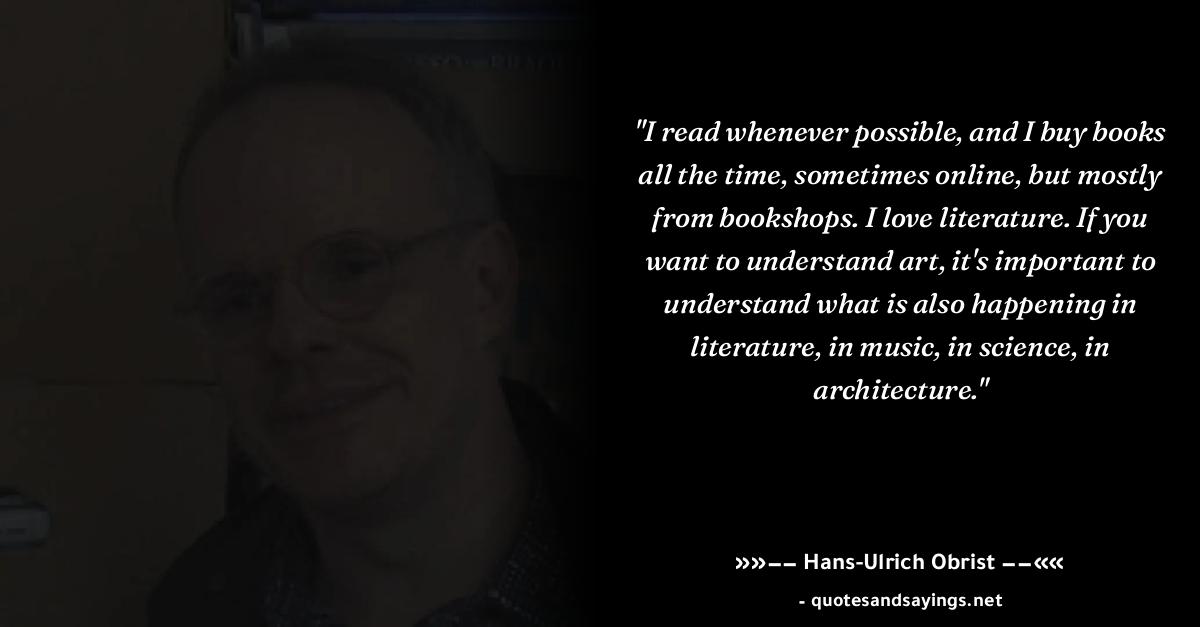 "I read whenever possible, and I buy books
all the time, sometimes online, but mostly
from bookshops. I love literature. If you
want to understand art, it's important to
understand what is also happening in
literature, in music, in science, in
architecture."
»»−− Hans-Ulrich Obrist −−««
- quotesandsayings.net